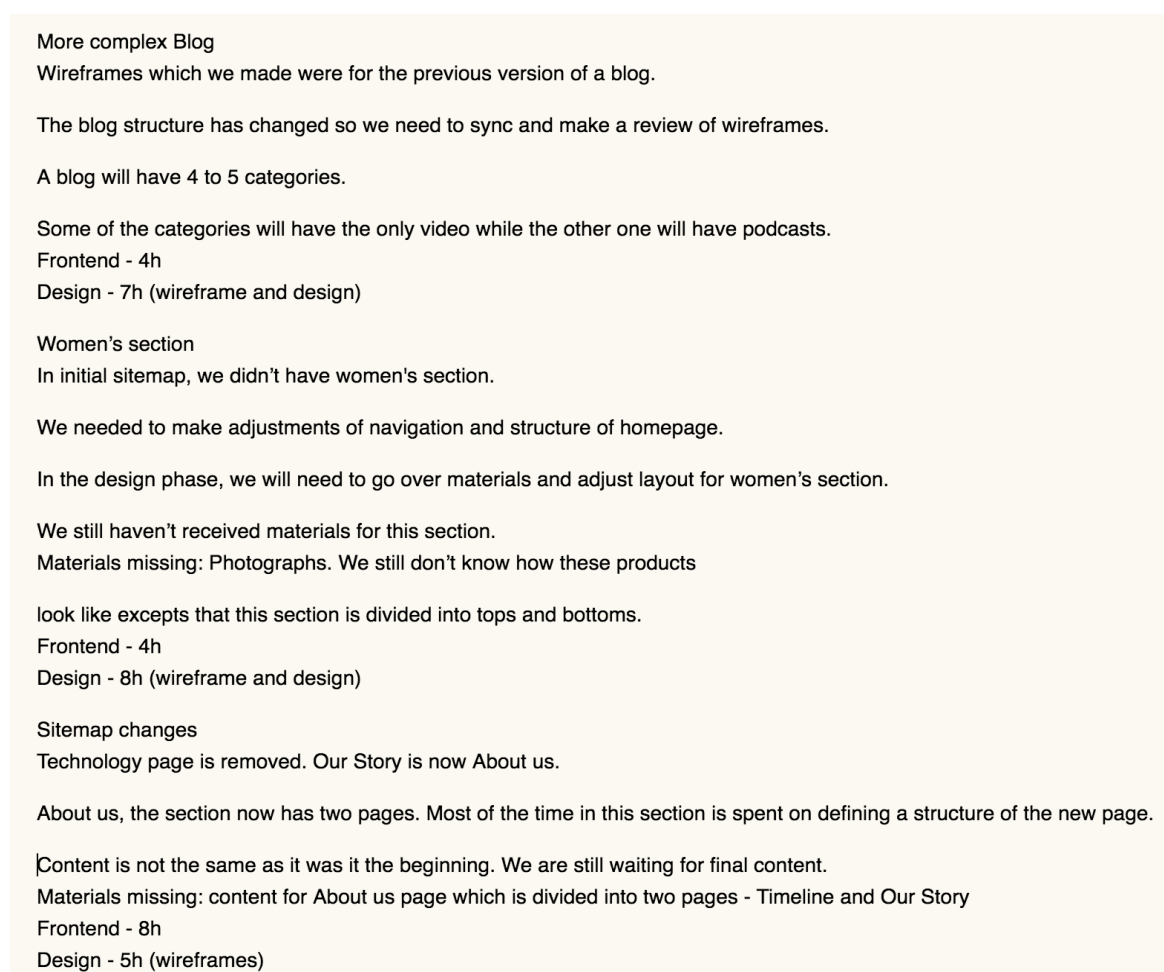 More complex Blog
Wireframes which we made were for the previous version of a blog.
The blog structure has changed so we need to sync and make a review of wireframes.
A blog will have 4 to 5 categories.
Some of the categories will have the only video while the other one will have podcasts.
Frontend - 4h
Design - 7h (wireframe and design)
Women’s section
In initial sitemap, we didn’t have women's section.
We needed to make adjustments of navigation and structure of homepage.
In the design phase, we will need to go over materials and adjust layout for women’s section.
We still haven’t received materials for this section.
Materials missing: Photographs. We still don’t know how these products
look like excepts that this section is divided into tops and bottoms.
Frontend - 4h
Design - 8h (wireframe and design)
Sitemap changes
Technology page is removed. Our Story is now About us.
About us, the section now has two pages. Most of the time in this section is spent on defining a structure of the new page.
Content is not the same as it was it the beginning. We are still waiting for final content.
Materials missing: content for About us page which is divided into two pages - Timeline and Our Story
Frontend - 8h
Design - 5h (wireframes)